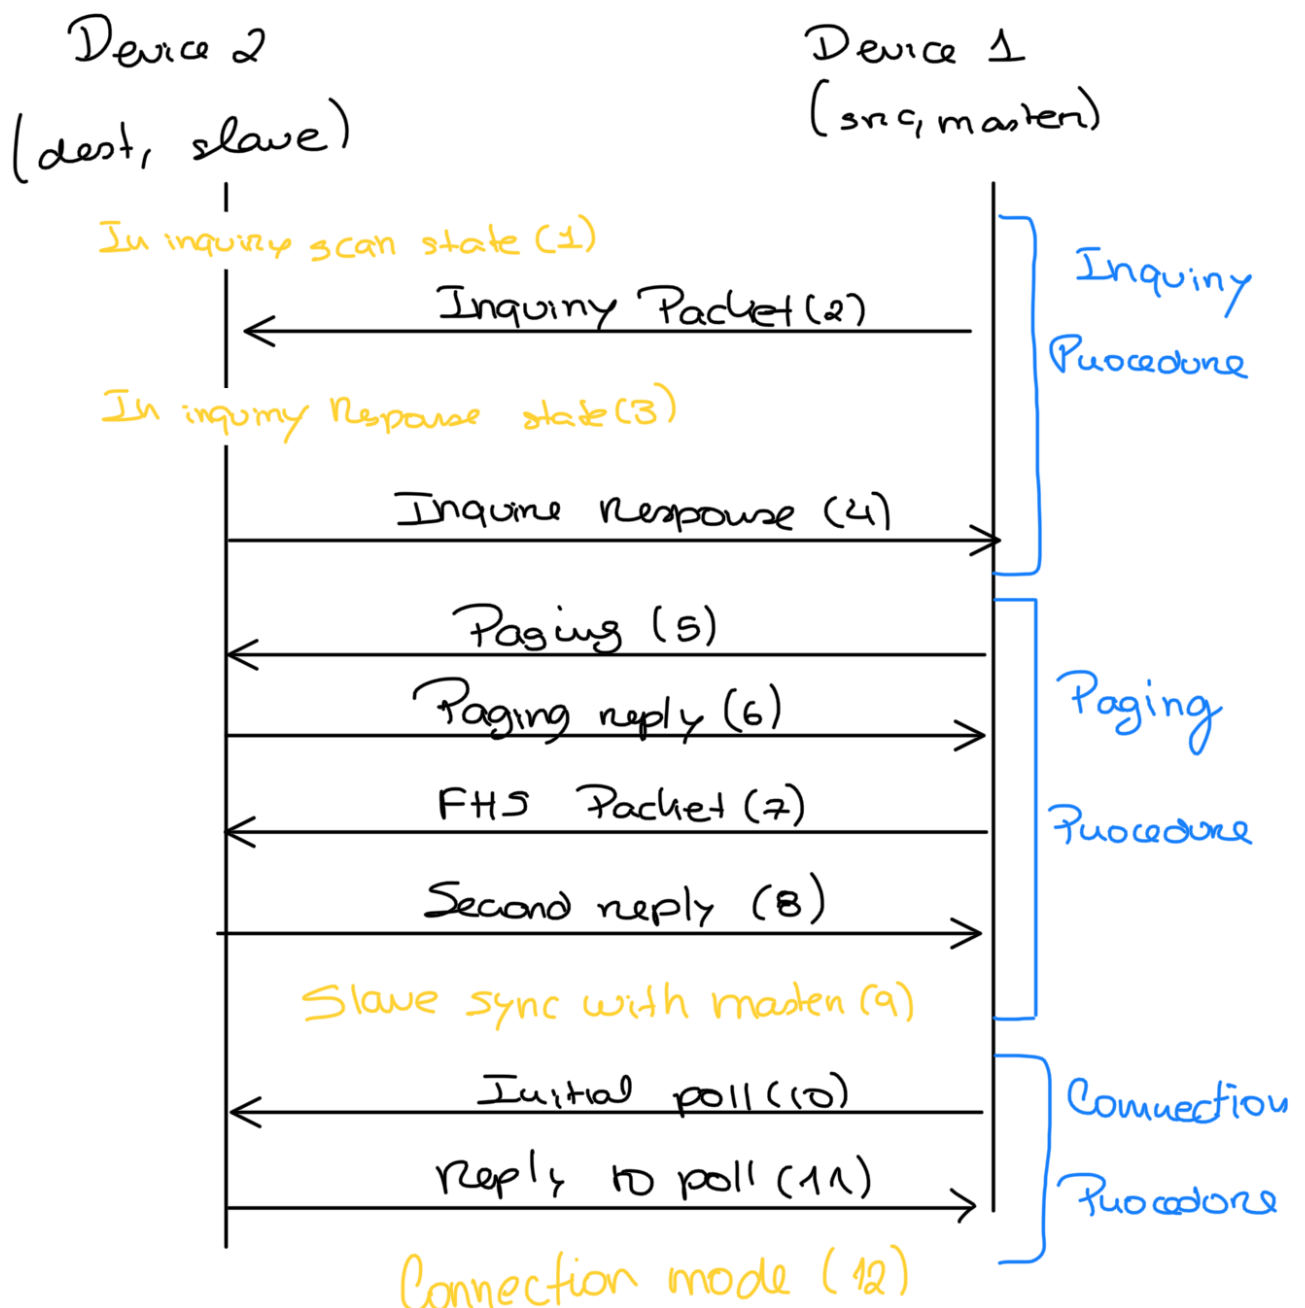 Device 2
Device 1
(dest, slave)
(src, master)
In inquiry scan state (1)
Inquiry
Inquiry Packet (2)
Procedure
In inquiry Response state (3)
Inquire Response (4)
Paging (5)
Paging
Paging reply (6)
FHS Packet (7)
Procedure
Second reply (8)
Slave sync with master (9)
Initial poll (10)
Connection
Reply to poll (11)
Procedure
Connection mode (12)